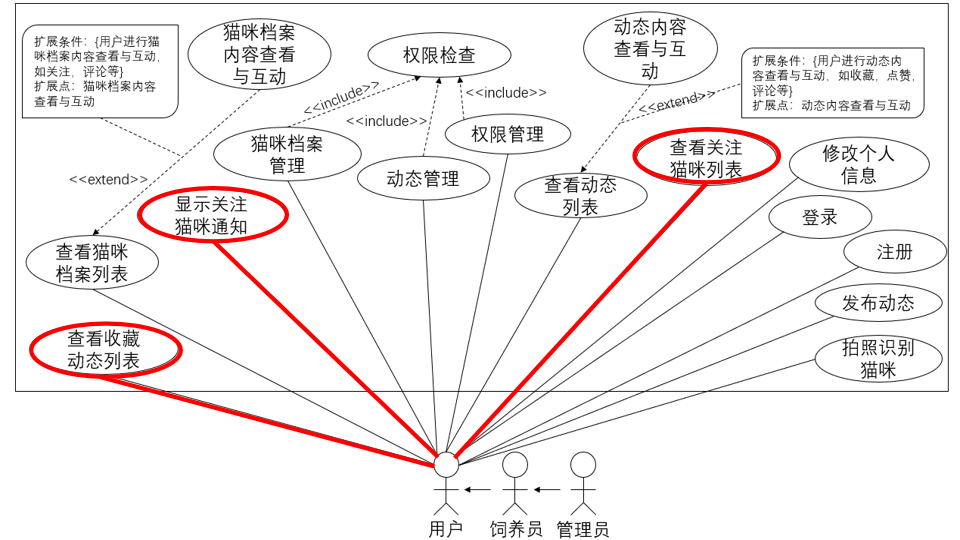 扩展条件：{用户进行猫
咪档案内容查看与互动，
如关注，评论等}
扩展点：猫咪档案内容
查看与互动
猫咪档案
内容查看
与互动
权限检查
动态内容
查看与互
动
扩展条件：{用户进行动态内
容查看与互动，如收藏，点赞，
评论等}
扩展点：动态内容查看与互动
<<include>>
<<include>>
<<include>>
<<extend>>
猫咪档案
管理
动态管理
权限管理
查看关注
猫咪列表
修改个人
信息
<<extend>>
查看动态
列表
显示关注
猫咪通知
登录
查看猫咪
档案列表
注册
发布动态
查看收藏
动态列表
拍照识别
猫咪
用户
饲养员
管理员